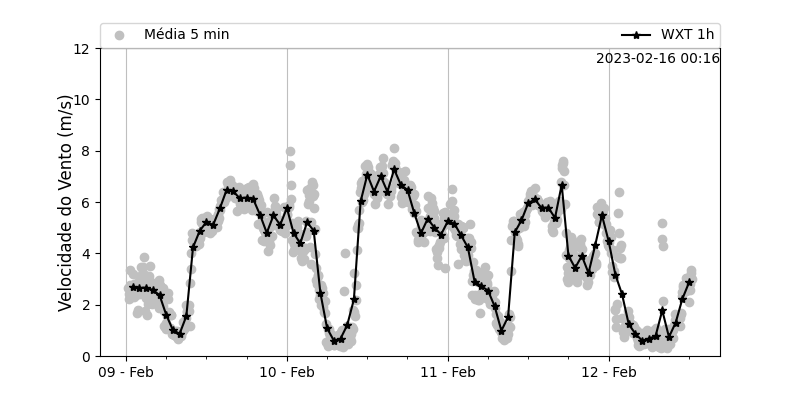 Média 5 min
WXT 1h
2023-02-16 00:16
Velocidade do Vento (m/s)
12
10
8
6
4
2
0
09 - Feb
10 - Feb
11 - Feb
12 - Feb